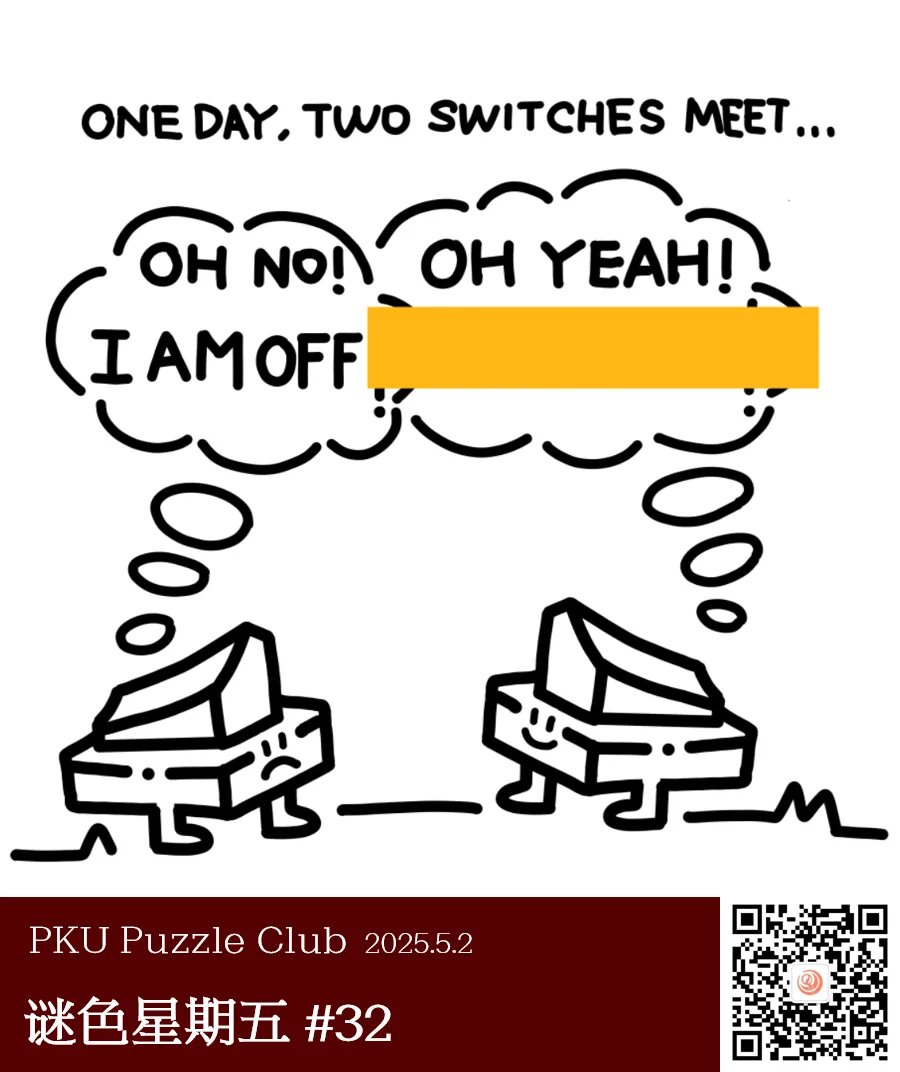 ONE DAY, TWO SWITCHES MEET...
OH NO!
I AM OFF
OH YEAH!
PKU Puzzle Club 2025.5.2
谜色星期五 #32